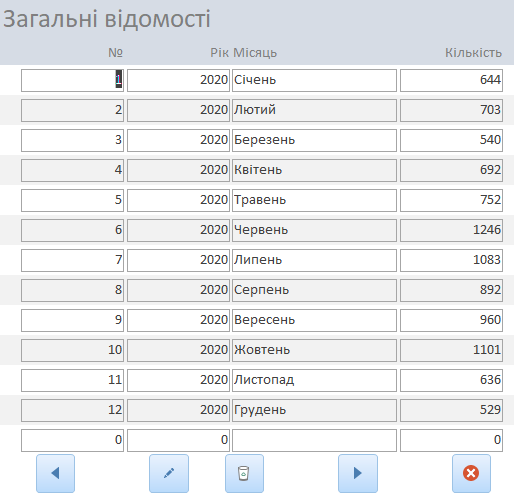 Загальні відомості
№ Рік Місяць Кількість
1 2020 Січень 644
2 2020 Лютий 703
3 2020 Березень 540
4 2020 Квітень 692
5 2020 Травень 752
6 2020 Червень 1246
7 2020 Липень 1083
8 2020 Серпень 892
9 2020 Вересень 960
10 2020 Жовтень 1101
11 2020 Листопад 636
12 2020 Грудень 529
0 0 0